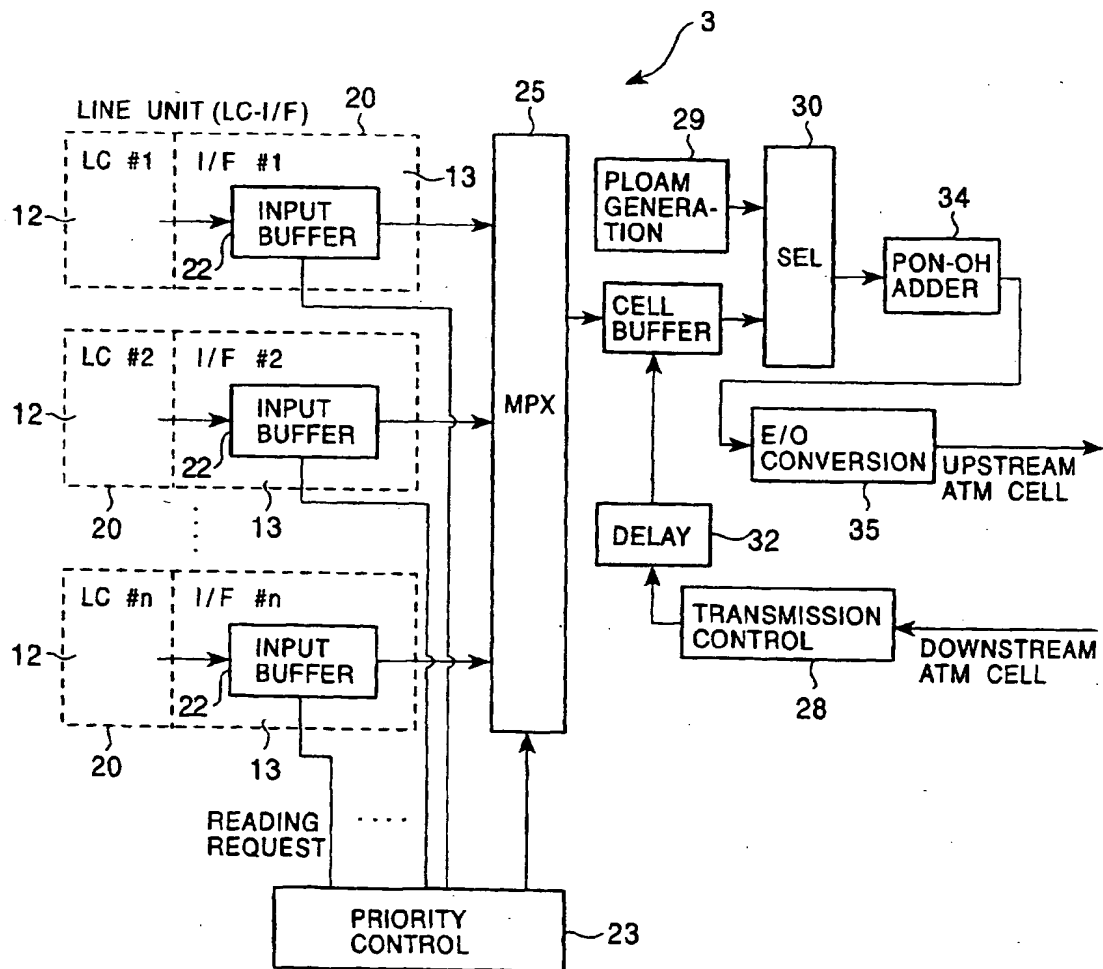 3
LINE UNIT (LC-I/F)
20
25
29
30
LC #1
I/F #1
13
PLOAM
GENERA-
TION
SEL
34
12
INPUT
BUFFER
22
PON-OH
ADDER
CELL
BUFFER
LC #2
I/F #2
MPX
12
INPUT
BUFFER
22
E/O
CONVERSION
UPSTREAM
ATM CELL
20
13
35
DELAY
32
LC #n
I/F #n
TRANSMISSION
CONTROL
12
INPUT
BUFFER
22
DOWNSTREAM
ATM CELL
28
20
13
READING
REQUEST
PRIORITY
CONTROL
23